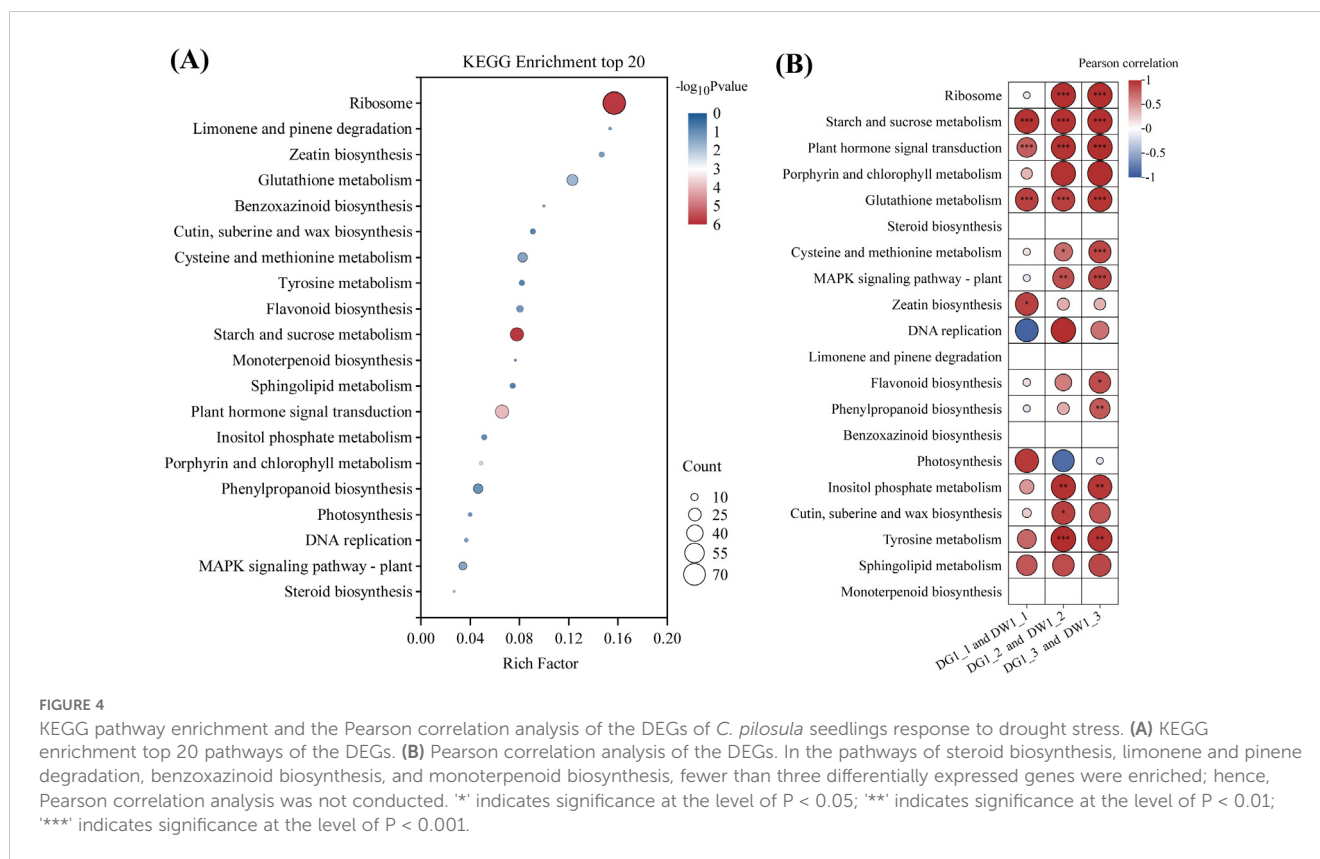 (A)
KEGG Enrichment top 20
Ribosome
Limonene and pinene degradation
Zeatin biosynthesis
Glutathione metabolism
Benzoxazinoid biosynthesis
Cutin, suberine and wax biosynthesis
Cysteine and methionine metabolism
Tyrosine metabolism
Flavonoid biosynthesis
Starch and sucrose metabolism
Monoterpenoid biosynthesis
Sphingolipid metabolism
Plant hormone signal transduction
Inositol phosphate metabolism
Porphyrin and chlorophyll metabolism
Phenylpropanoid biosynthesis
Photosynthesis
DNA replication
MAPK signaling pathway - plant
Steroid biosynthesis
0.00 0.04 0.08 0.12 0.16 0.20
Rich Factor
-log₁₀Pvalue
0
1
2
3
4
5
6
Count
10
25
40
55
70
(B)
Pearson correlation
1
0.5
0
-0.5
-1
Ribosome *** ***
Starch and sucrose metabolism *** *** ***
Plant hormone signal transduction *** *** ***
Porphyrin and chlorophyll metabolism
Glutathione metabolism *** *** ***
Steroid biosynthesis
Cysteine and methionine metabolism * ***
MAPK signaling pathway - plant ** ***
Zeatin biosynthesis *
DNA replication
Limonene and pinene degradation
Flavonoid biosynthesis *
Phenylpropanoid biosynthesis **
Benzoxazinoid biosynthesis
Photosynthesis
Inositol phosphate metabolism ** **
Cutin, suberine and wax biosynthesis *
Tyrosine metabolism *** **
Sphingolipid metabolism
Monoterpenoid biosynthesis
DG1_1 and DW1_1
DG1_2 and DW1_2
DG1_3 and DW1_3
FIGURE 4
KEGG pathway enrichment and the Pearson correlation analysis of the DEGs of C. pilosula seedlings response to drought stress. (A) KEGG
enrichment top 20 pathways of the DEGs. (B) Pearson correlation analysis of the DEGs. In the pathways of steroid biosynthesis, limonene and pinene
degradation, benzoxazinoid biosynthesis, and monoterpenoid biosynthesis, fewer than three differentially expressed genes were enriched; hence,
Pearson correlation analysis was not conducted. '*' indicates significance at the level of P < 0.05; '**' indicates significance at the level of P < 0.01;
'***' indicates significance at the level of P < 0.001.